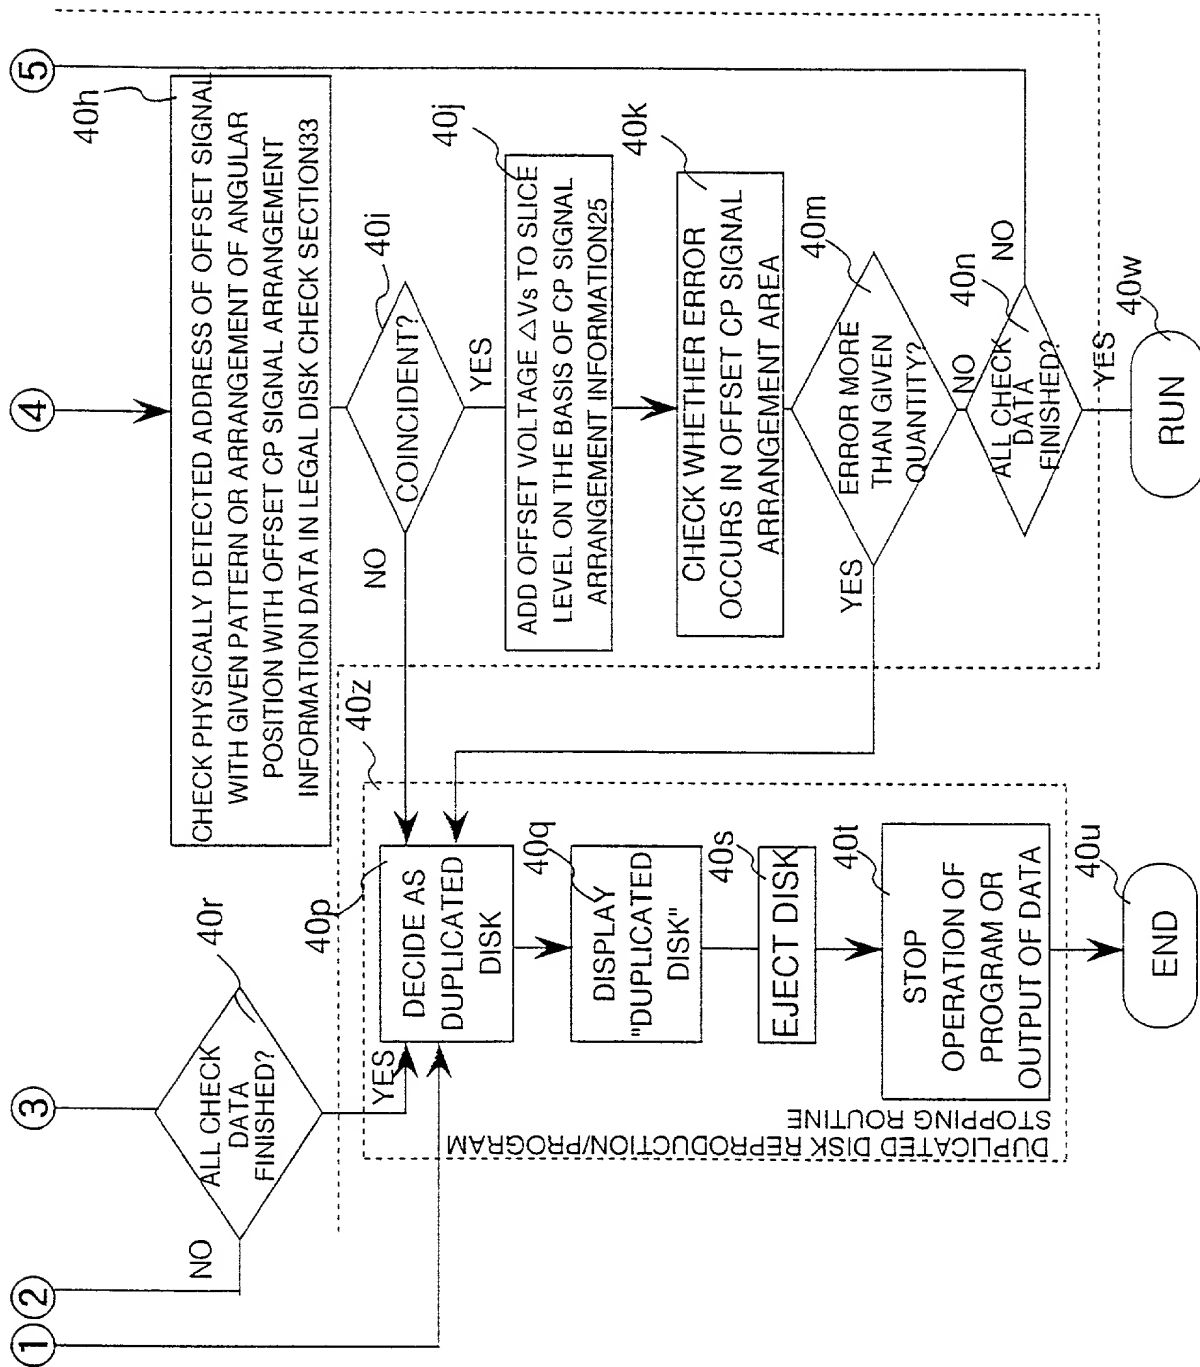 ①
②
③
④
⑤
40r
ALL CHECK
DATA
FINISHED?
NO
YES
40h
CHECK PHYSICALLY DETECTED ADDRESS OF OFFSET SIGNAL
WITH GIVEN PATTERN OR ARRANGEMENT OF ANGULAR
POSITION WITH OFFSET CP SIGNAL ARRANGEMENT
INFORMATION DATA IN LEGAL DISK CHECK SECTION33
40i
COINCIDENT?
NO
YES
40j
ADD OFFSET VOLTAGE △Vs TO SLICE
LEVEL ON THE BASIS OF CP SIGNAL
ARRANGEMENT INFORMATION25
40k
CHECK WHETHER ERROR
OCCURS IN OFFSET CP SIGNAL
ARRANGEMENT AREA
40m
ERROR MORE
THAN GIVEN
QUANTITY?
YES
NO
40n
ALL CHECK
DATA
FINISHED?
NO
YES
40w
RUN
40z
40p
DECIDE AS
DUPLICATED
DISK
40q
DISPLAY
"DUPLICATED
DISK"
40s
EJECT DISK
40t
STOP
OPERATION OF
PROGRAM OR
OUTPUT OF DATA
40u
END
DUPLICATED DISK REPRODUCTION/PROGRAM
STOPPING ROUTINE